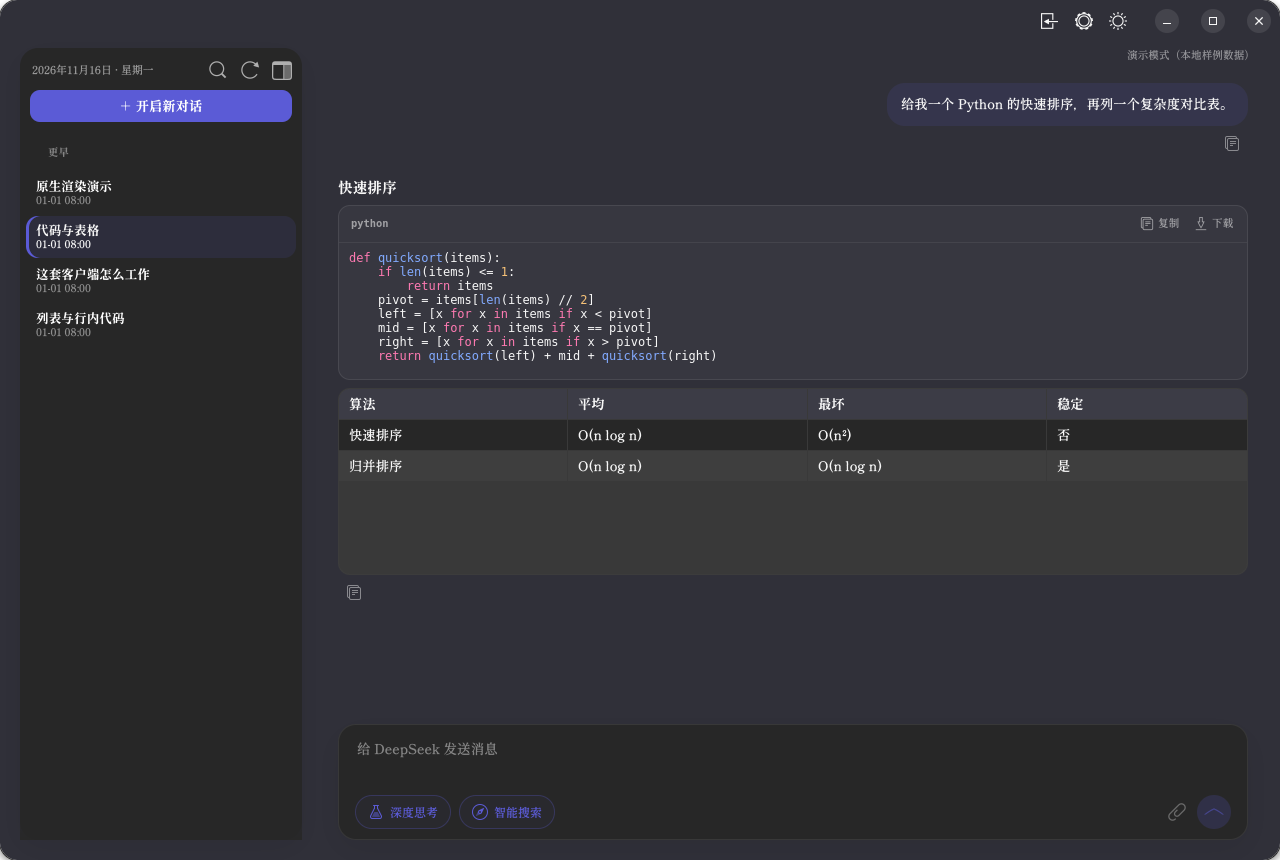 演示模式（本地样例数据）
2026年11月16日 · 星期一
+ 开启新对话
更早
原生渲染演示
01-01 08:00
代码与表格
01-01 08:00
这套客户端怎么工作
01-01 08:00
列表与行内代码
01-01 08:00
给我一个 Python 的快速排序，再列一个复杂度对比表。
快速排序
python 复制 下载
def quicksort(items):
    if len(items) <= 1:
        return items
    pivot = items[len(items) // 2]
    left = [x for x in items if x < pivot]
    mid = [x for x in items if x == pivot]
    right = [x for x in items if x > pivot]
    return quicksort(left) + mid + quicksort(right)
算法 平均 最坏 稳定
快速排序 O(n log n) O(n²) 否
归并排序 O(n log n) O(n log n) 是
给 DeepSeek 发送消息
深度思考 智能搜索